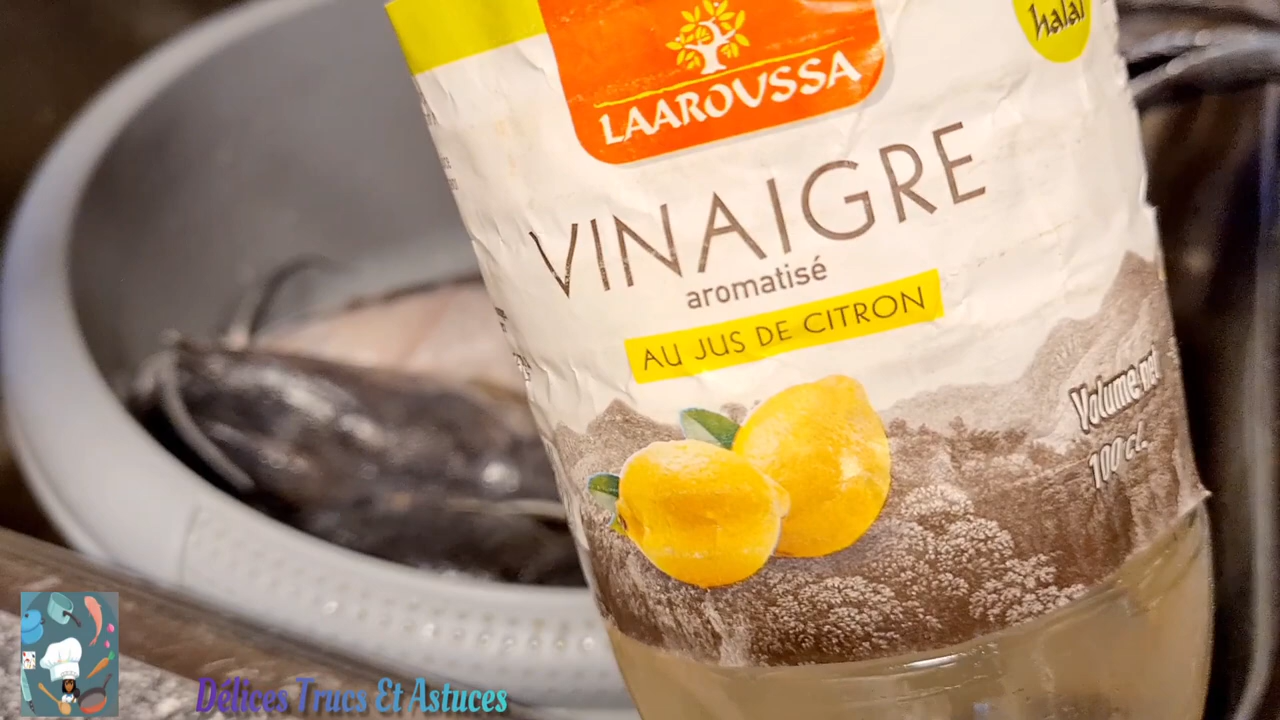 halal
LAAROUSSA
VINAIGRE
aromatisé
AU JUS DE CITRON
Volume net
100 cl.
Délices Trucs Et Astuces